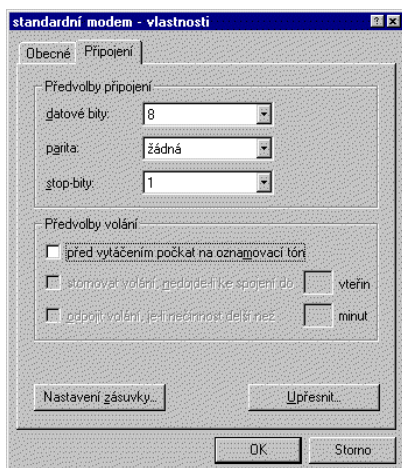 standardní modem - vlastnosti
Obecné Připojení
Předvolby připojení
datové bity: 8
parita: žádná
stop-bity: 1
Předvolby volání
před vytáčením počkat na oznamovací tón
stornovat volání, nedojde-li ke spojení do vteřin
odpojit volání, je-li nečinnost delší než minut
Nastavení zásuvky... Upřesnit...
OK Storno